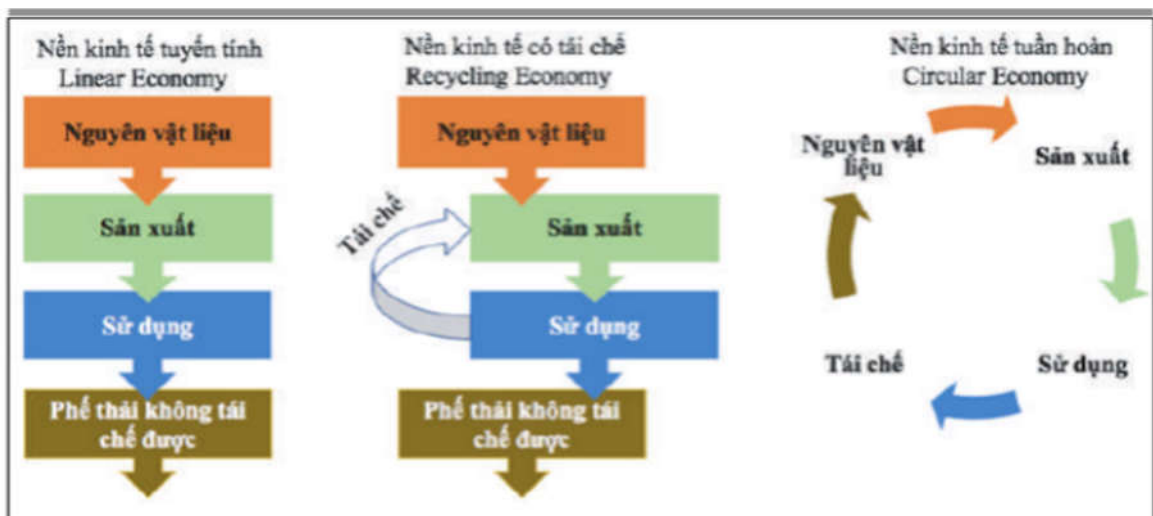 Nền kinh tế tuyến tính
Linear Economy
Nguyên vật liệu
Sản xuất
Sử dụng
Phế thải không tái
chế được
Nền kinh tế có tái chế
Recycling Economy
Nguyên vật liệu
Tái chế
Sản xuất
Sử dụng
Phế thải không tái
chế được
Nền kinh tế tuần hoàn
Circular Economy
Nguyên vật
liệu
Sản xuất
Sử dụng
Tái chế